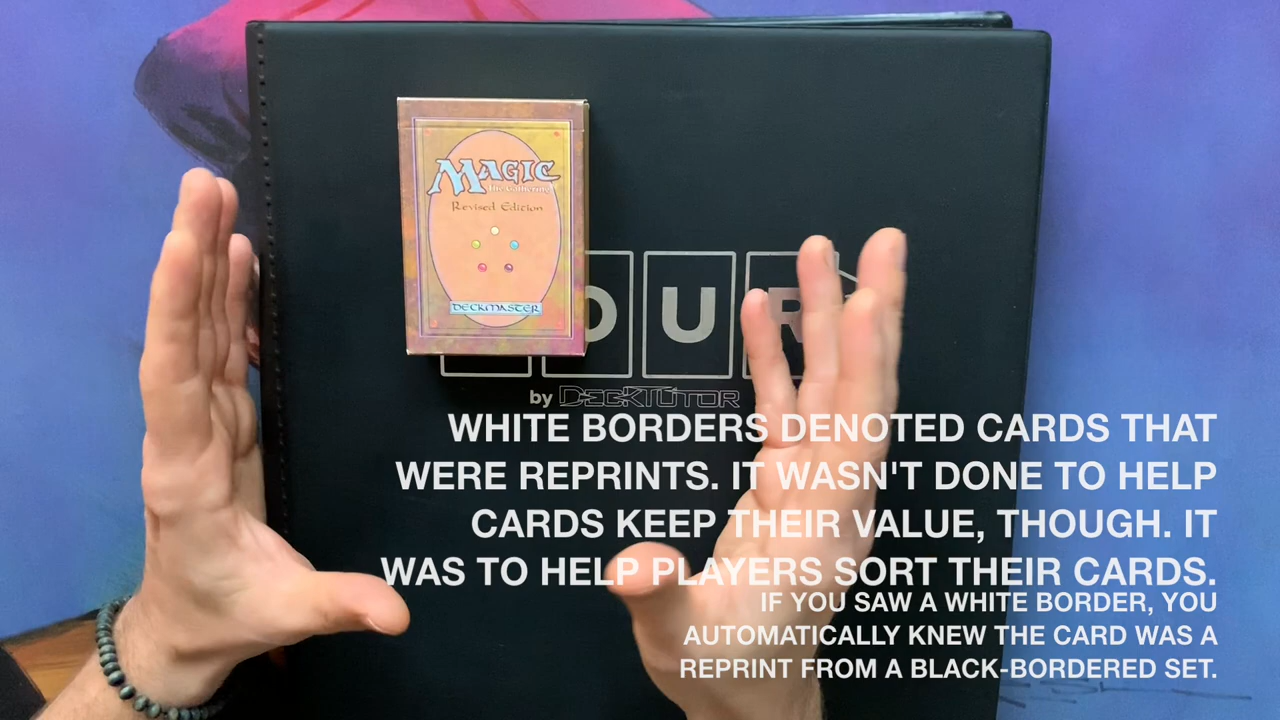 MAGIC
The Gathering
Revised Edition
DECKMASTER
OUR
by DECKTUTOR
WHITE BORDERS DENOTED CARDS THAT
WERE REPRINTS. IT WASN'T DONE TO HELP
CARDS KEEP THEIR VALUE, THOUGH. IT
WAS TO HELP PLAYERS SORT THEIR CARDS.
IF YOU SAW A WHITE BORDER, YOU
AUTOMATICALLY KNEW THE CARD WAS A
REPRINT FROM A BLACK-BORDERED SET.